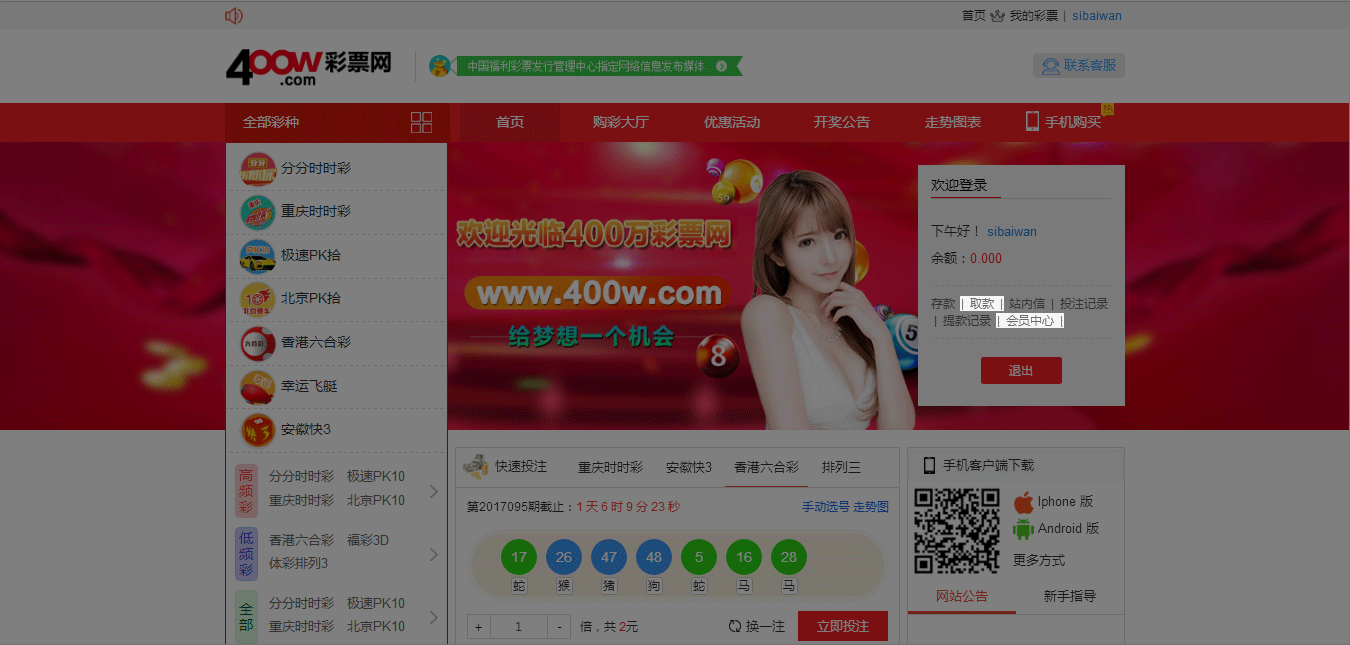 首页 我的彩票 | sibaiwan
400W彩票网
.com
中国福利彩票发行管理中心指定网络信息发布媒体
联系客服
全部彩种 首页 购彩大厅 优惠活动 开奖公告 走势图表 手机购买 热
分分时时彩
重庆时时彩
极速PK拾
北京PK拾
香港六合彩
幸运飞艇
安徽快3
高频彩
分分时时彩 极速PK10
重庆时时彩 北京PK10
低频彩
香港六合彩 福彩3D
体彩排列3
全部
分分时时彩 极速PK10
重庆时时彩 北京PK10
欢迎光临400万彩票网
www.400w.com
给梦想一个机会
8
5
欢迎登录
下午好！ sibaiwan
余额：0.000
存款 | 取款 | 站内信 | 投注记录
| 提款记录 | 会员中心 |
退出
快速投注 重庆时时彩 安徽快3 香港六合彩 排列三
第2017095期截止：1 天 6 时 9 分 23 秒 手动选号 走势图
17 26 47 48 5 16 28
蛇 猴 猪 狗 蛇 马 马
+ 1 - 倍，共 2元 换一注 立即投注
手机客户端下载
Iphone 版
Android 版
更多方式
网站公告 新手指导